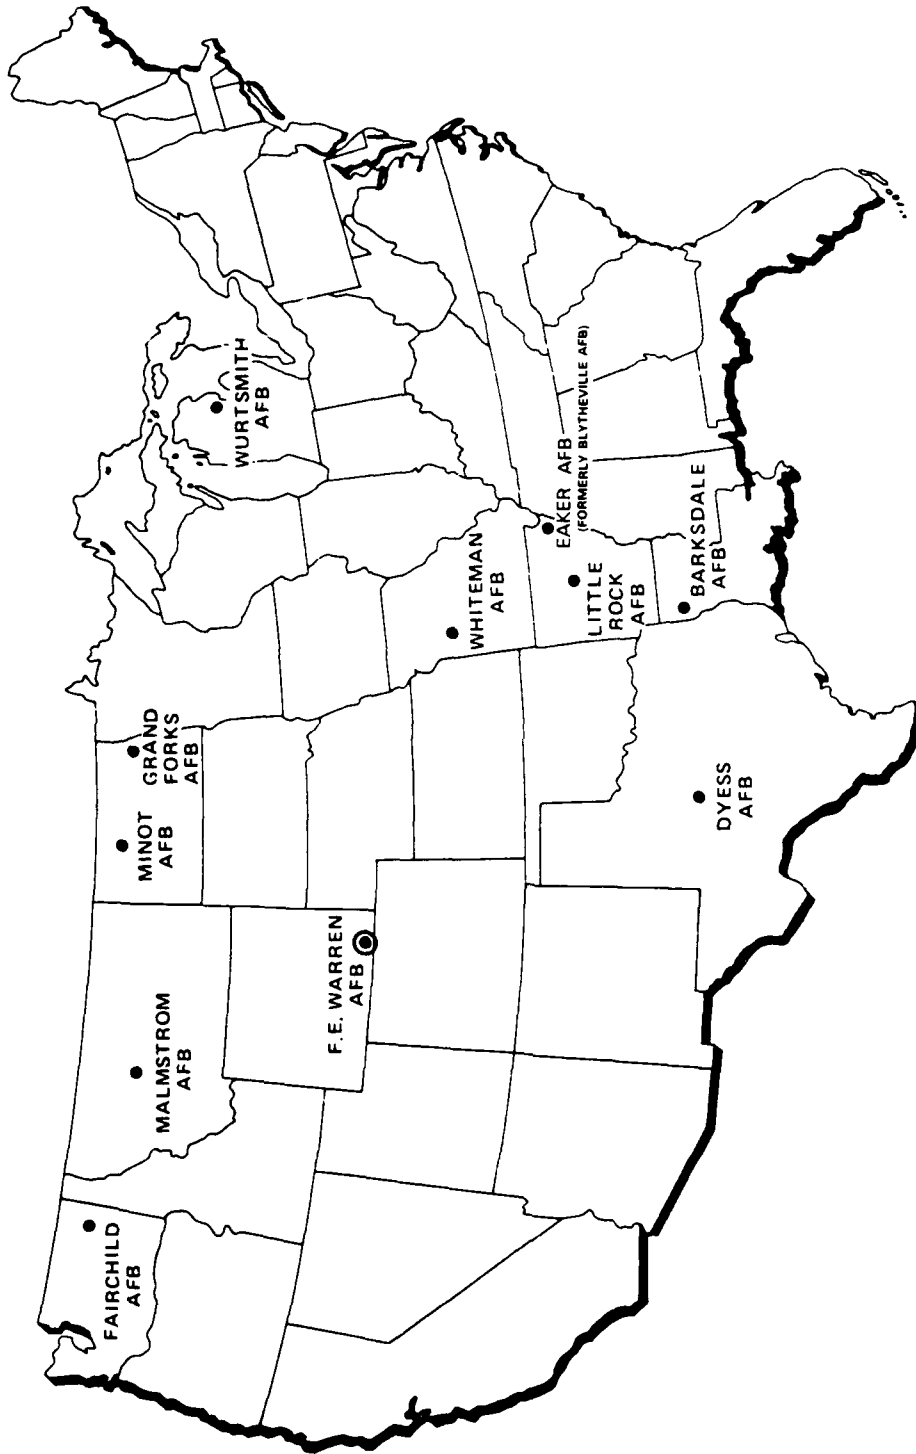 FAIRCHILD
AFB
MALMSTROM
AFB
MINOT
AFB
GRAND
FORKS
AFB
F.E. WARREN
AFB
WURTSMITH
AFB
WHITEMAN
AFB
EAKER AFB
(FORMERLY BLYTHEVILLE AFB)
LITTLE
ROCK
AFB
BARKSDALE
AFB
DYESS
AFB